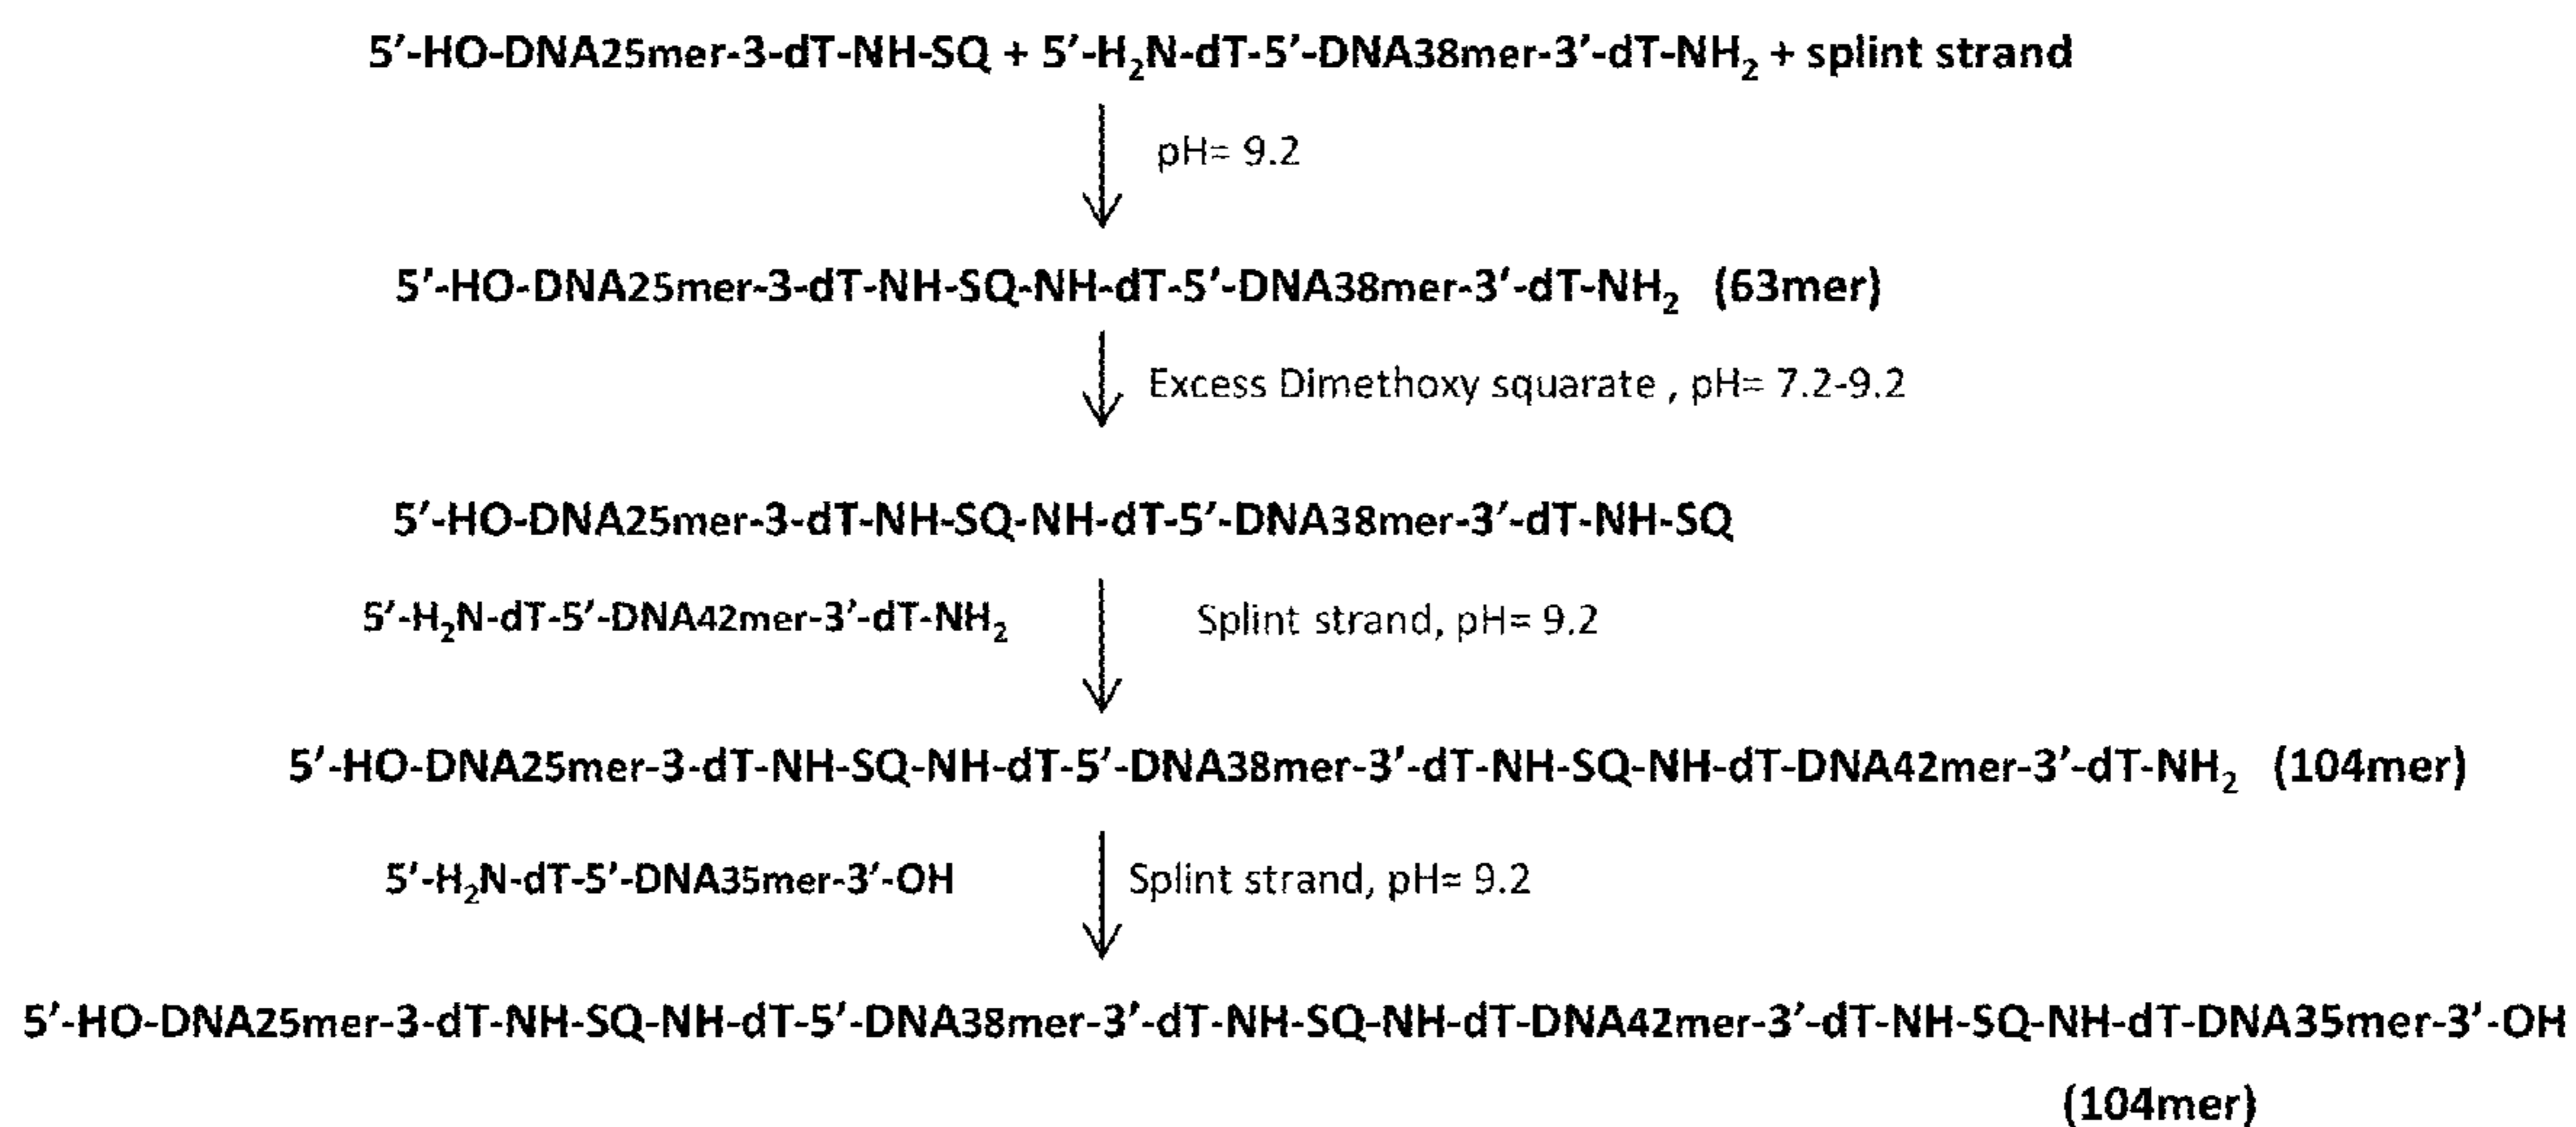 5′-HO-DNA25mer-3-dT-NH-SQ + 5′-H₂N-dT-5′-DNA38mer-3′-dT-NH₂ + splint strand
pH= 9.2
5′-HO-DNA25mer-3-dT-NH-SQ-NH-dT-5′-DNA38mer-3′-dT-NH₂ (63mer)
Excess Dimethoxy squarate , pH= 7.2-9.2
5′-HO-DNA25mer-3-dT-NH-SQ-NH-dT-5′-DNA38mer-3′-dT-NH-SQ
5′-H₂N-dT-5′-DNA42mer-3′-dT-NH₂ Splint strand, pH= 9.2
5′-HO-DNA25mer-3-dT-NH-SQ-NH-dT-5′-DNA38mer-3′-dT-NH-SQ-NH-dT-DNA42mer-3′-dT-NH₂ (104mer)
5′-H₂N-dT-5′-DNA35mer-3′-OH Splint strand, pH= 9.2
5′-HO-DNA25mer-3-dT-NH-SQ-NH-dT-5′-DNA38mer-3′-dT-NH-SQ-NH-dT-DNA42mer-3′-dT-NH-SQ-NH-dT-DNA35mer-3′-OH
(104mer)